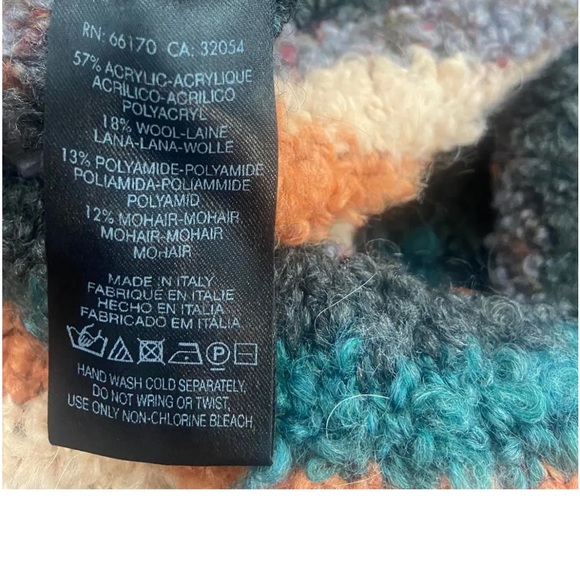 RN: 66170 CA: 32054
57% ACRYLIC-ACRYLIQUE
ACRILICO-ACRILICO
POLYACRYL
18% WOOL-LAINE
LANA-LANA-WOLLE
13% POLYAMIDE-POLYAMIDE
POLIAMIDA-POLIAMMIDE
POLYAMID
12% MOHAIR-MOHAIR
MOHAIR-MOHAIR
MOHAIR
MADE IN ITALY
FABRIQUÉ EN ITALIE
HECHO EN ITALIA
FABRICADO EM ITÁLIA
P
HAND WASH COLD SEPARATELY,
DO NOT WRING OR TWIST,
USE ONLY NON-CHLORINE BLEACH,